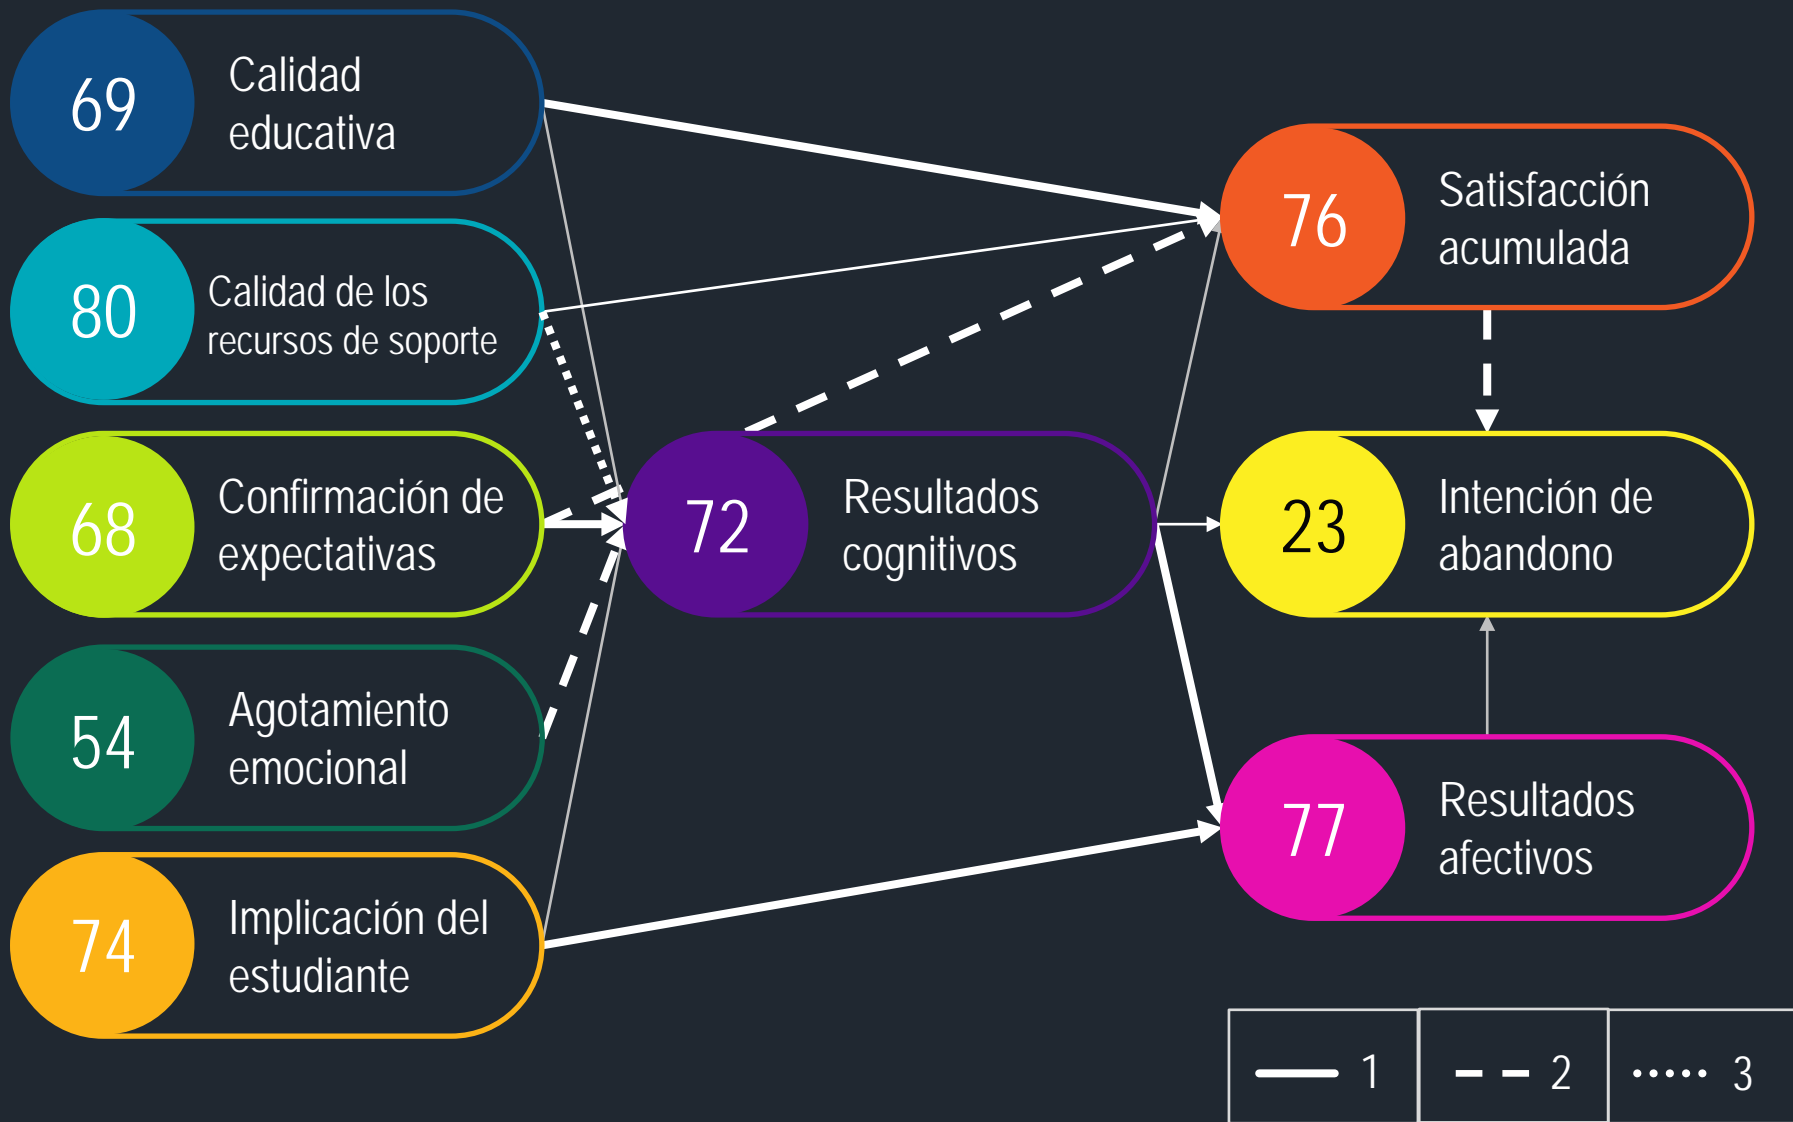 69
Calidad
educativa
80
Calidad de los
recursos de soporte
68
Confirmación de
expectativas
54
Agotamiento
emocional
74
Implicación del
estudiante
72
Resultados
cognitivos
76
Satisfacción
acumulada
23
Intención de
abandono
77
Resultados
afectivos
1
2
3